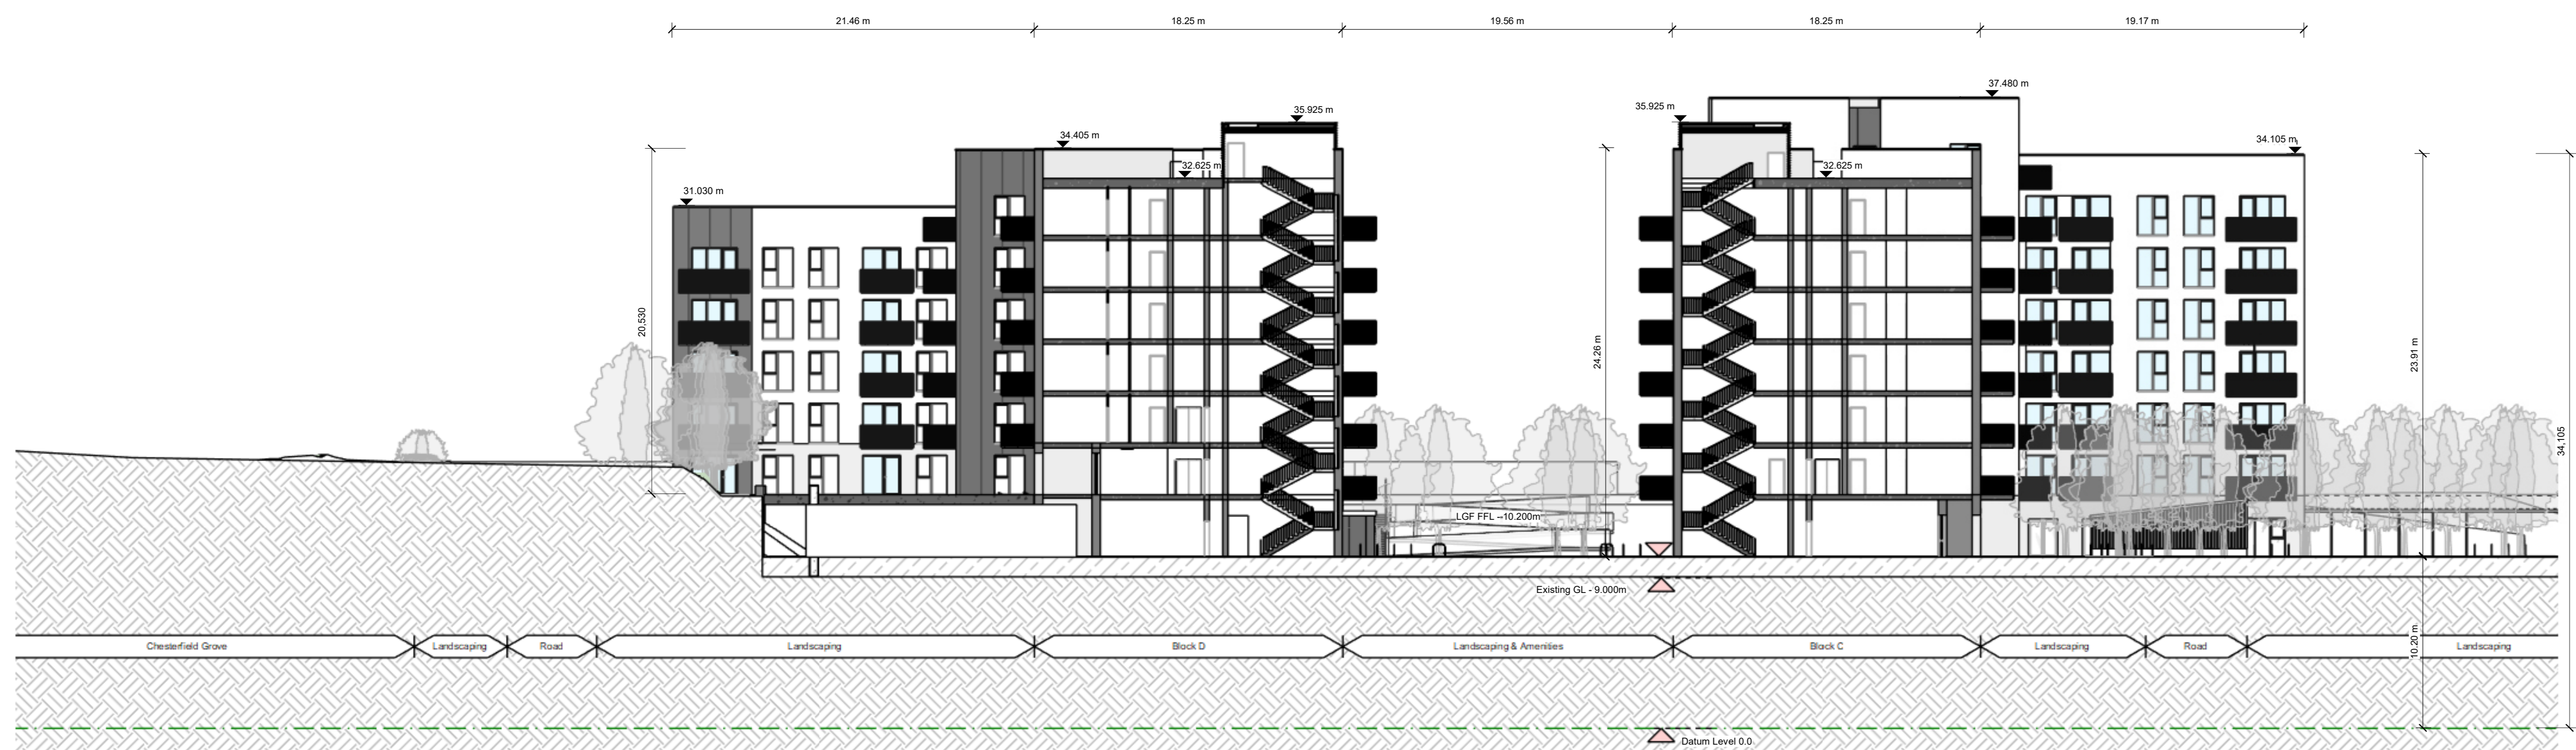 21.46 m
18.25 m
19.56 m
18.25 m
19.17 m
37.480 m
35.925 m
35.925 m
34.405 m
34.105 m
32.625 m
32.625 m
31.030 m
20,530
24.26 m
23.91 m
34,105
LGF FFL --10.200m
Existing GL - 9.000m
10.20 m
Chesterfield Grove
Landscaping
Road
Landscaping
Block D
Landscaping & Amenities
Block C
Landscaping
Road
Landscaping
Datum Level 0.0